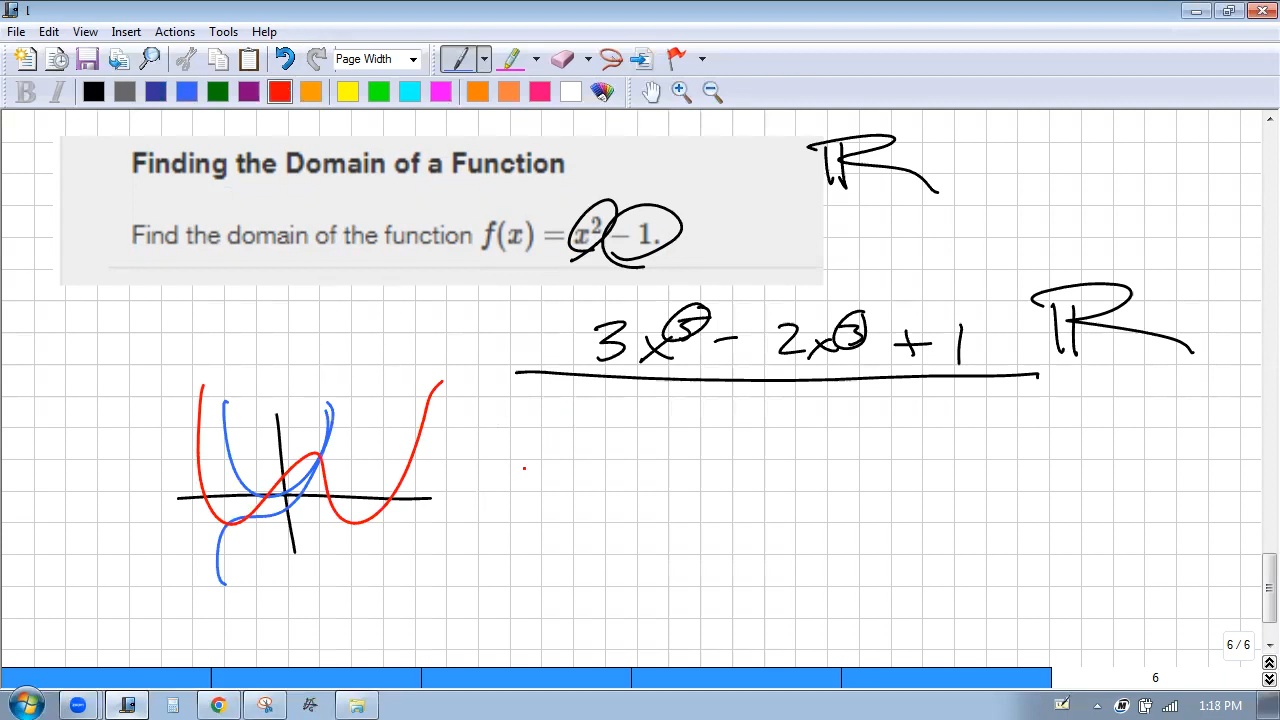 I
File Edit View Insert Actions Tools Help
Page Width
B I
Finding the Domain of a Function
ℝ
Find the domain of the function f(x) = x² − 1.
3x⁵ − 2x³ + 1 ℝ
6 / 6
6
1:18 PM